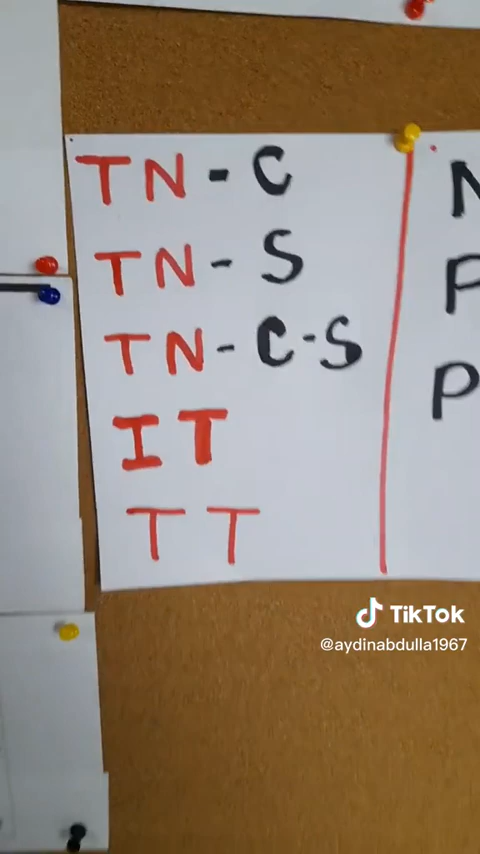 TN-C
TN-S
TN-C-S
IT
TT
N
P
P
TikTok
@aydinabdulla1967